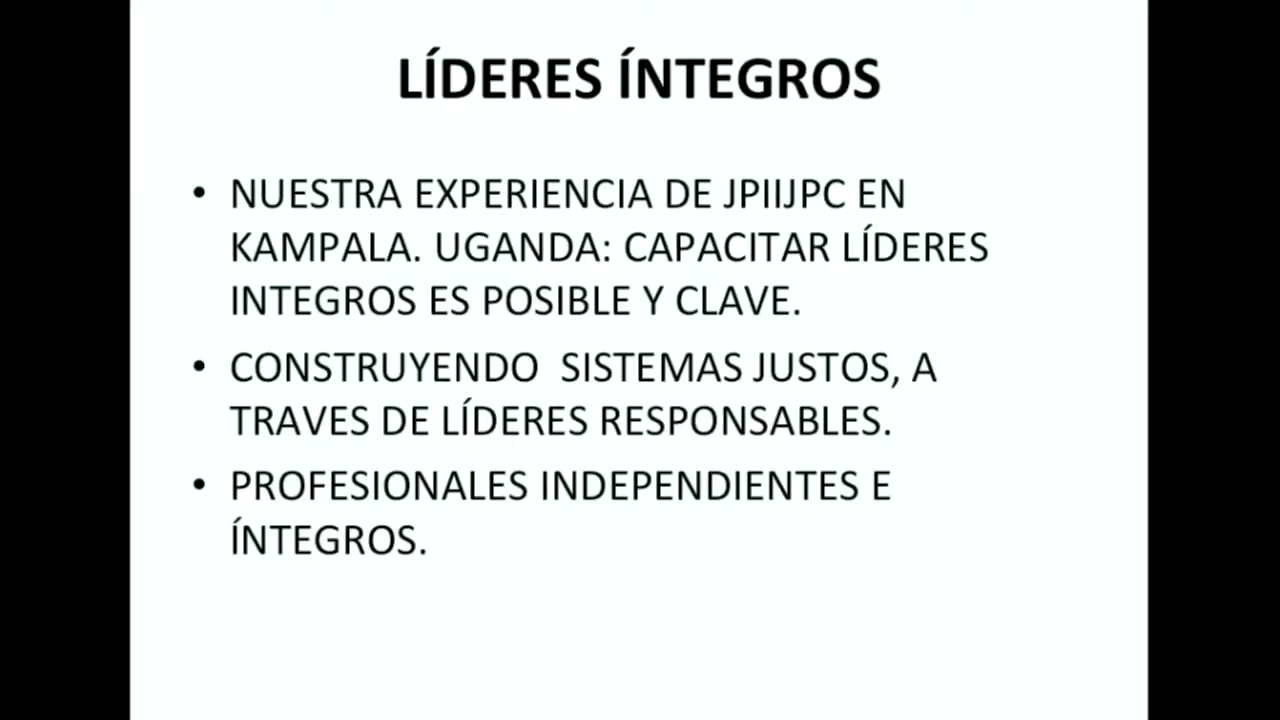 LÍDERES ÍNTEGROS
• NUESTRA EXPERIENCIA DE JPIIJPC EN
KAMPALA. UGANDA: CAPACITAR LÍDERES
INTEGROS ES POSIBLE Y CLAVE.
• CONSTRUYENDO  SISTEMAS JUSTOS, A
TRAVES DE LÍDERES RESPONSABLES.
• PROFESIONALES INDEPENDIENTES E
ÍNTEGROS.